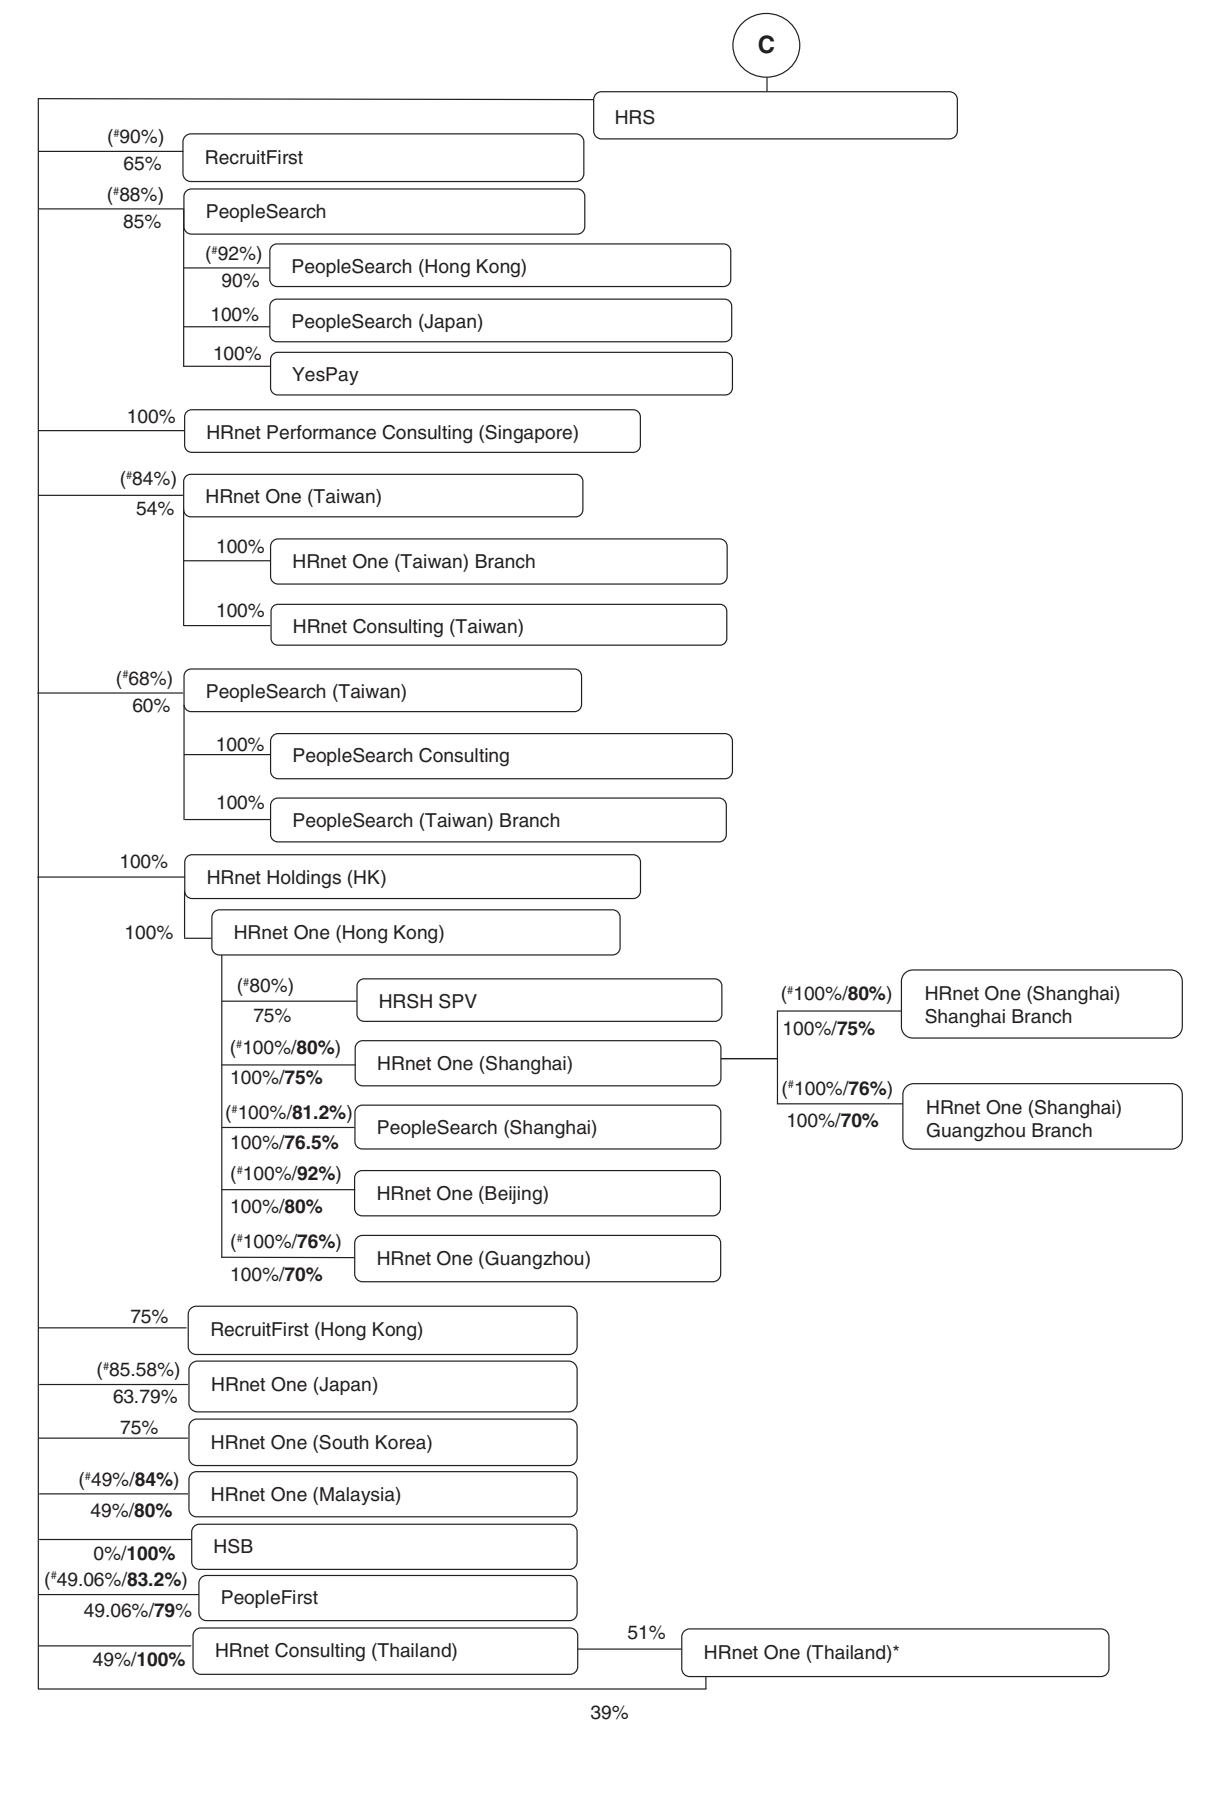 C
HRS
(#90%)
65%
RecruitFirst
(#88%)
85%
PeopleSearch
(#92%)
90%
PeopleSearch (Hong Kong)
100%
PeopleSearch (Japan)
100%
YesPay
100%
HRnet Performance Consulting (Singapore)
(#84%)
54%
HRnet One (Taiwan)
100%
HRnet One (Taiwan) Branch
100%
HRnet Consulting (Taiwan)
(#68%)
60%
PeopleSearch (Taiwan)
100%
PeopleSearch Consulting
100%
PeopleSearch (Taiwan) Branch
100%
HRnet Holdings (HK)
100%
HRnet One (Hong Kong)
(#80%)
75%
HRSH SPV
(#100%/80%)
100%/75%
HRnet One (Shanghai)
(#100%/80%)
100%/75%
HRnet One (Shanghai)
Shanghai Branch
(#100%/76%)
100%/70%
HRnet One (Shanghai)
Guangzhou Branch
(#100%/81.2%)
100%/76.5%
PeopleSearch (Shanghai)
(#100%/92%)
100%/80%
HRnet One (Beijing)
(#100%/76%)
100%/70%
HRnet One (Guangzhou)
75%
RecruitFirst (Hong Kong)
(#85.58%)
63.79%
HRnet One (Japan)
75%
HRnet One (South Korea)
(#49%/84%)
49%/80%
HRnet One (Malaysia)
0%/100%
HSB
(#49.06%/83.2%)
49.06%/79%
PeopleFirst
49%/100%
HRnet Consulting (Thailand)
51%
HRnet One (Thailand)*
39%